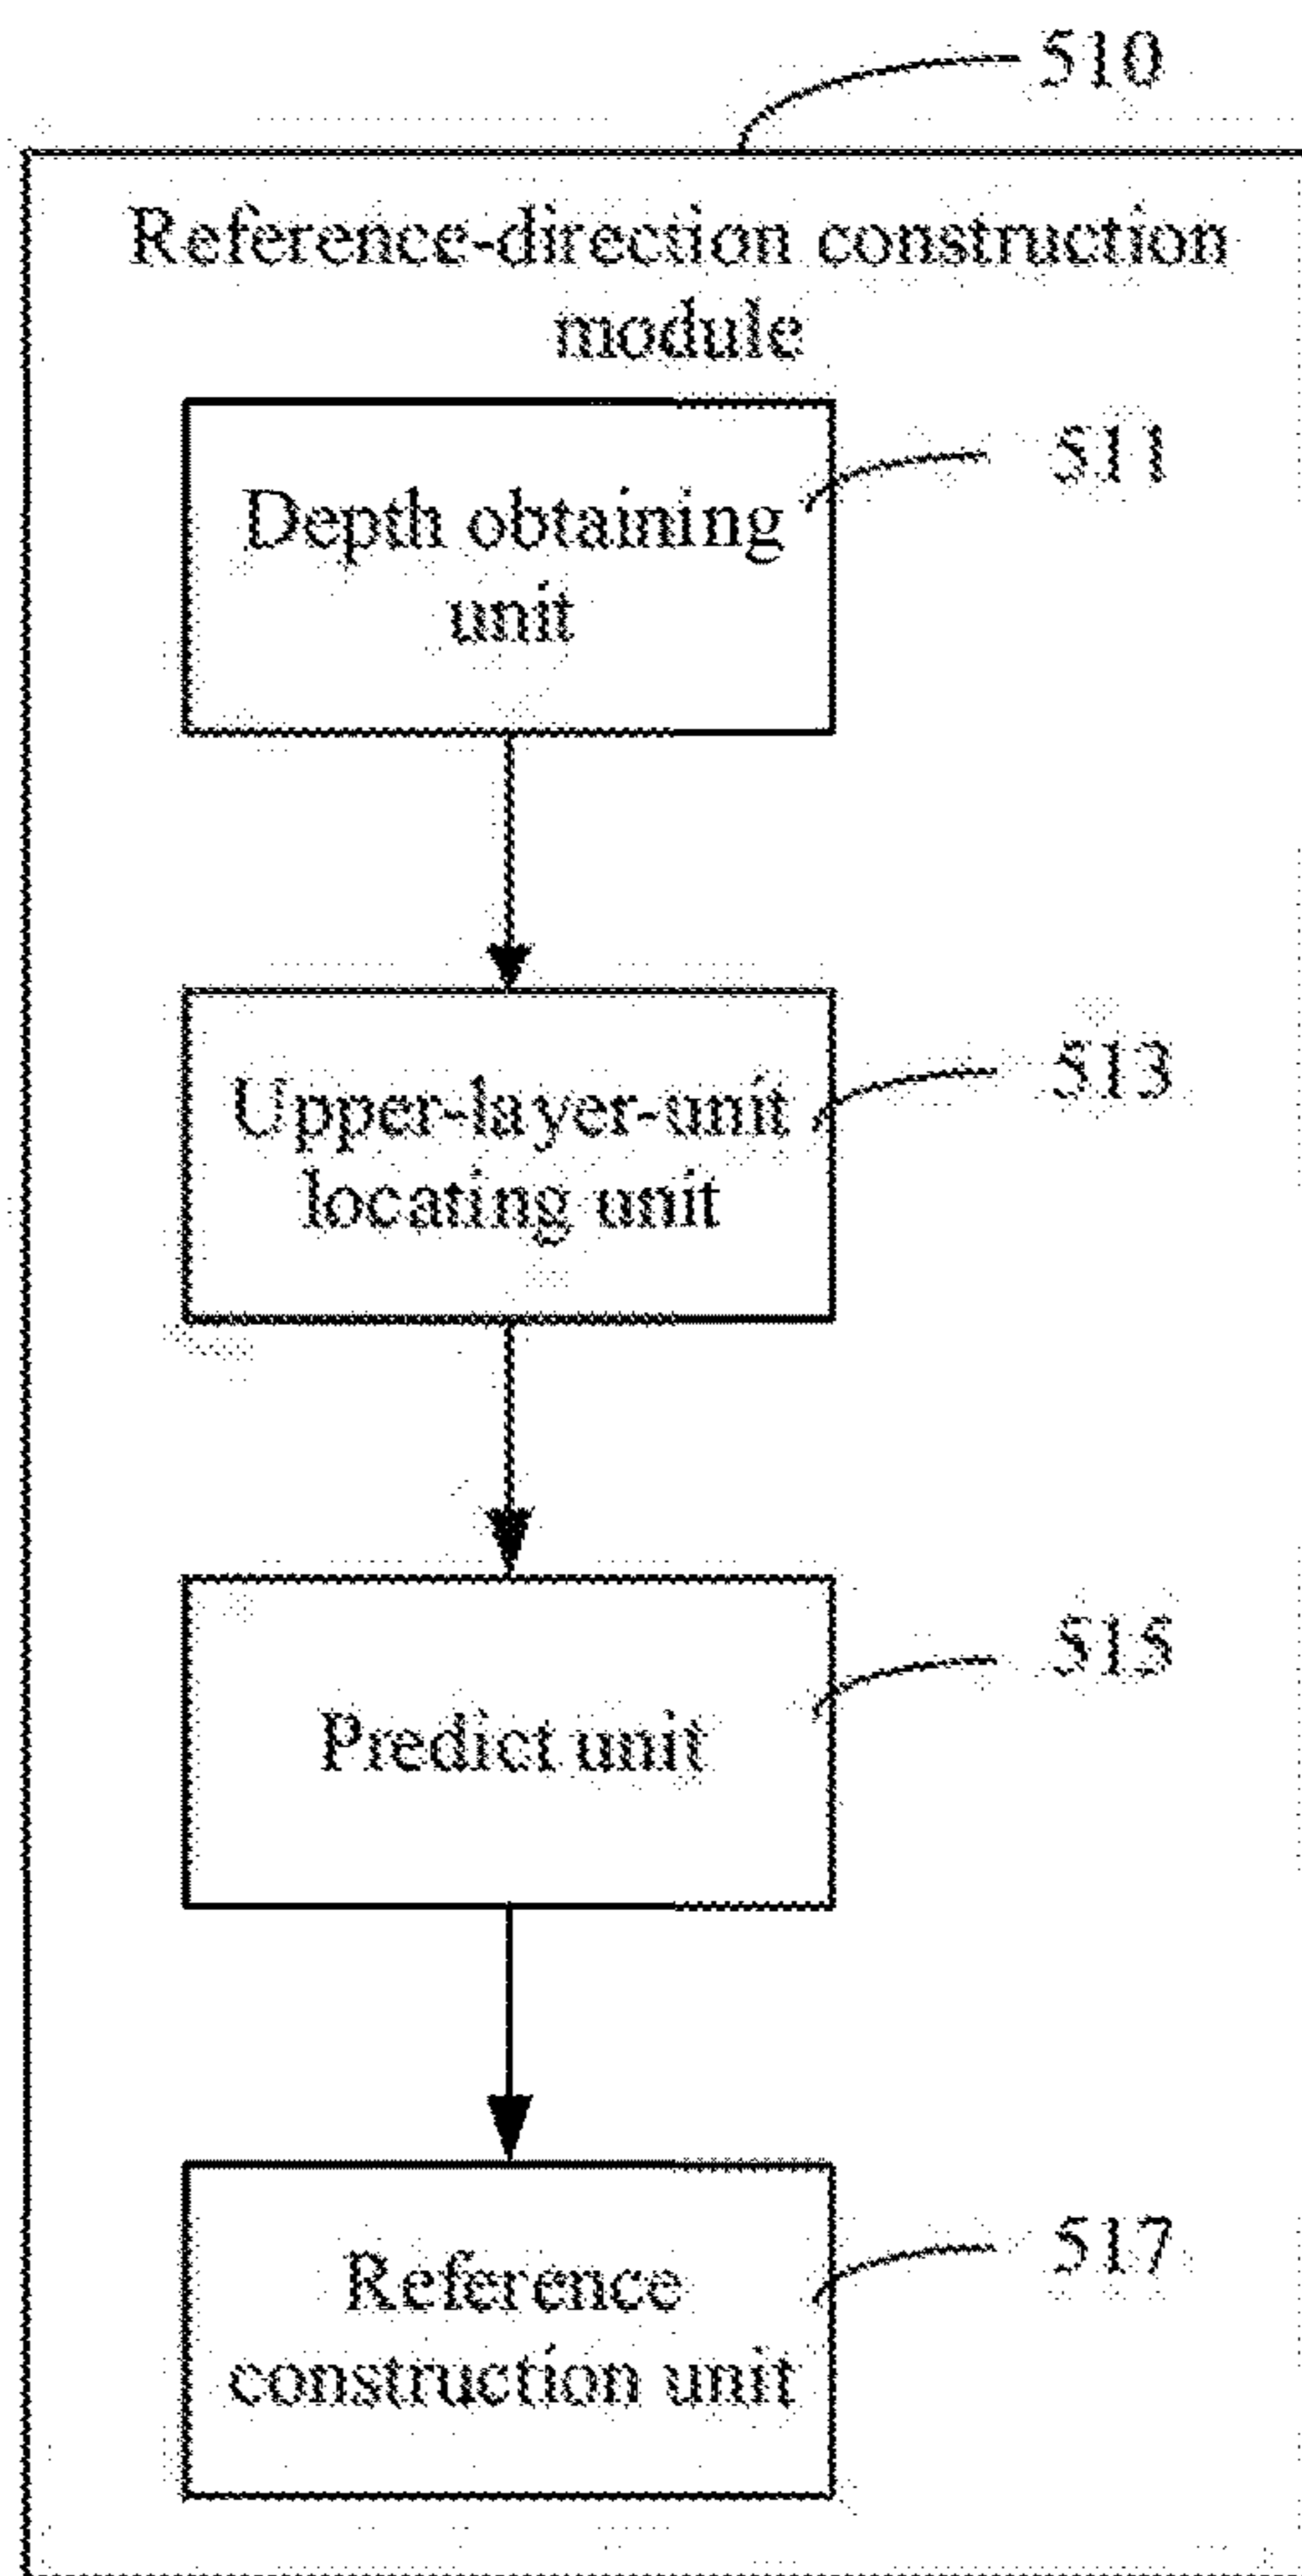 510
Reference-direction construction
module
511
Depth obtaining
unit
513
Upper-layer-unit
locating unit
515
Predict unit
517
Reference
construction unit